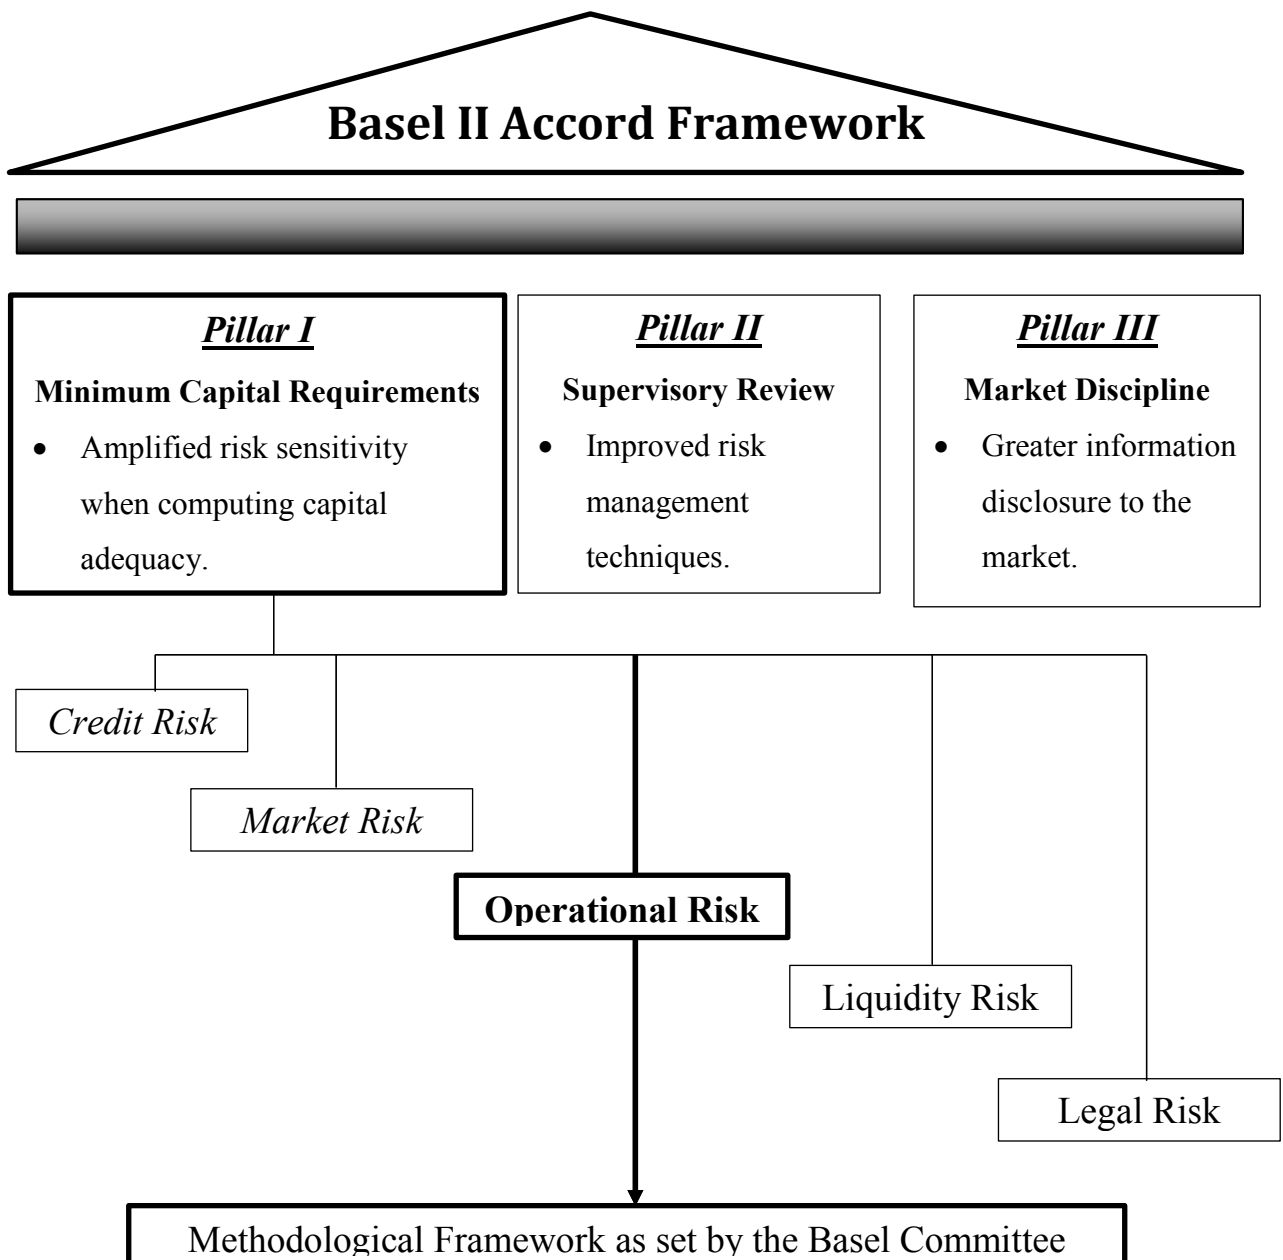 Basel II Accord Framework
Pillar I
Minimum Capital Requirements
• Amplified risk sensitivity
when computing capital
adequacy.
Pillar II
Supervisory Review
• Improved risk
management
techniques.
Pillar III
Market Discipline
• Greater information
disclosure to the
market.
Credit Risk
Market Risk
Operational Risk
Liquidity Risk
Legal Risk
Methodological Framework as set by the Basel Committee